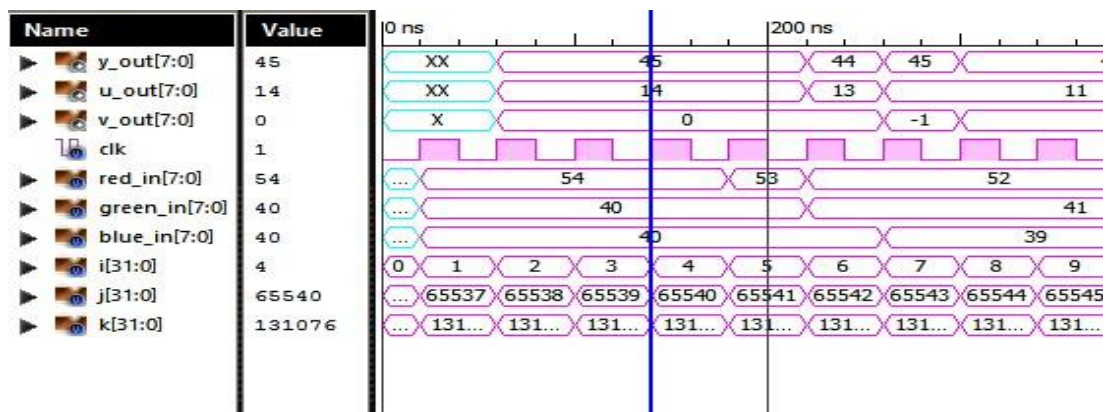 Name Value 0 ns 200 ns
y_out[7:0] 45 XX 45 44 45
u_out[7:0] 14 XX 14 13 11
v_out[7:0] 0 X 0 -1
clk 1
red_in[7:0] 54 ... 54 53 52
green_in[7:0] 40 ... 40 41
blue_in[7:0] 40 ... 40 39
i[31:0] 4 0 1 2 3 4 5 6 7 8 9
j[31:0] 65540 ... 65537 65538 65539 65540 65541 65542 65543 65544 65545
k[31:0] 131076 ... 131... 131... 131... 131... 131... 131... 131... 131... 131...